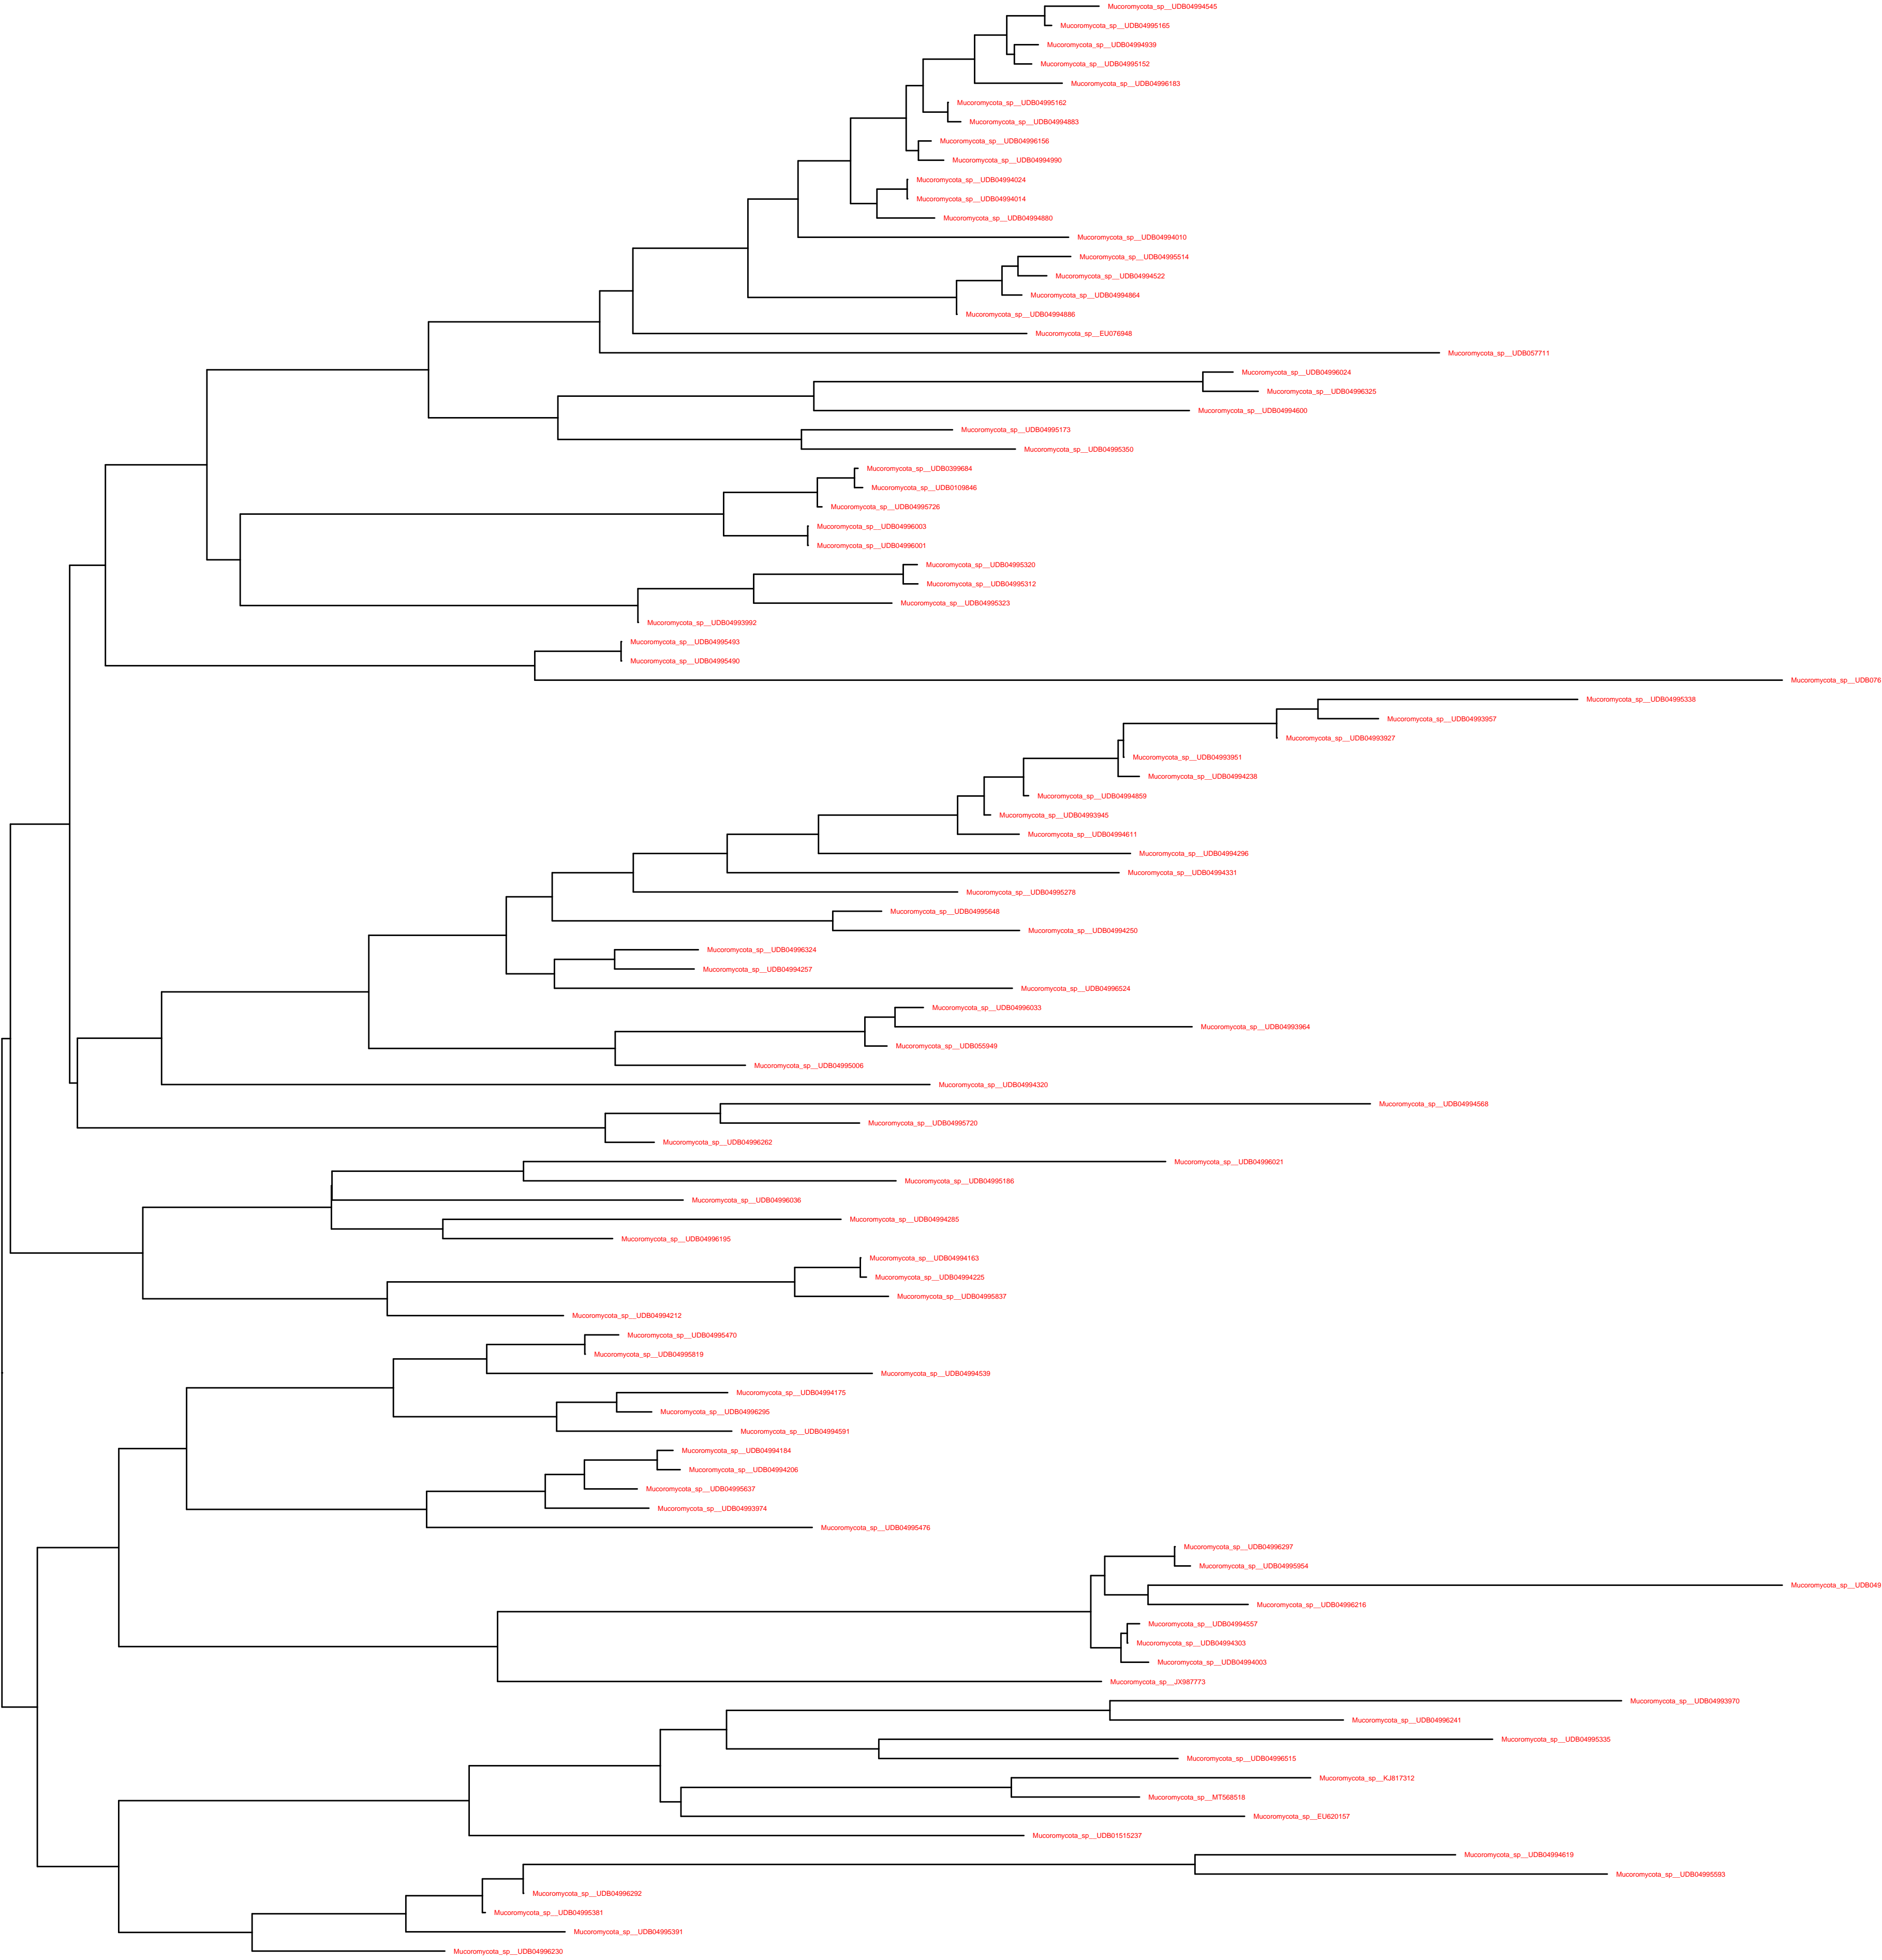 Mucoromycota_sp__UDB04994545
Mucoromycota_sp__UDB04995165
Mucoromycota_sp__UDB04994939
Mucoromycota_sp__UDB04995152
Mucoromycota_sp__UDB04996183
Mucoromycota_sp__UDB04995162
Mucoromycota_sp__UDB04994883
Mucoromycota_sp__UDB04996156
Mucoromycota_sp__UDB04994990
Mucoromycota_sp__UDB04994024
Mucoromycota_sp__UDB04994014
Mucoromycota_sp__UDB04994880
Mucoromycota_sp__UDB04994010
Mucoromycota_sp__UDB04995514
Mucoromycota_sp__UDB04994522
Mucoromycota_sp__UDB04994864
Mucoromycota_sp__UDB04994886
Mucoromycota_sp__EU076948
Mucoromycota_sp__UDB057711
Mucoromycota_sp__UDB04996024
Mucoromycota_sp__UDB04996325
Mucoromycota_sp__UDB04994600
Mucoromycota_sp__UDB04995173
Mucoromycota_sp__UDB04995350
Mucoromycota_sp__UDB0399684
Mucoromycota_sp__UDB0109846
Mucoromycota_sp__UDB04995726
Mucoromycota_sp__UDB04996003
Mucoromycota_sp__UDB04996001
Mucoromycota_sp__UDB04995320
Mucoromycota_sp__UDB04995312
Mucoromycota_sp__UDB04995323
Mucoromycota_sp__UDB04993992
Mucoromycota_sp__UDB04995493
Mucoromycota_sp__UDB04995490
Mucoromycota_sp__UDB076
Mucoromycota_sp__UDB04995338
Mucoromycota_sp__UDB04993957
Mucoromycota_sp__UDB04993927
Mucoromycota_sp__UDB04993951
Mucoromycota_sp__UDB04994238
Mucoromycota_sp__UDB04994859
Mucoromycota_sp__UDB04993945
Mucoromycota_sp__UDB04994611
Mucoromycota_sp__UDB04994296
Mucoromycota_sp__UDB04994331
Mucoromycota_sp__UDB04995278
Mucoromycota_sp__UDB04995648
Mucoromycota_sp__UDB04994250
Mucoromycota_sp__UDB04996324
Mucoromycota_sp__UDB04994257
Mucoromycota_sp__UDB04996524
Mucoromycota_sp__UDB04996033
Mucoromycota_sp__UDB04993964
Mucoromycota_sp__UDB055949
Mucoromycota_sp__UDB04995006
Mucoromycota_sp__UDB04994320
Mucoromycota_sp__UDB04994568
Mucoromycota_sp__UDB04995720
Mucoromycota_sp__UDB04996262
Mucoromycota_sp__UDB04996021
Mucoromycota_sp__UDB04995186
Mucoromycota_sp__UDB04996036
Mucoromycota_sp__UDB04994285
Mucoromycota_sp__UDB04996195
Mucoromycota_sp__UDB04994163
Mucoromycota_sp__UDB04994225
Mucoromycota_sp__UDB04995837
Mucoromycota_sp__UDB04994212
Mucoromycota_sp__UDB04995470
Mucoromycota_sp__UDB04995819
Mucoromycota_sp__UDB04994539
Mucoromycota_sp__UDB04994175
Mucoromycota_sp__UDB04996295
Mucoromycota_sp__UDB04994591
Mucoromycota_sp__UDB04994184
Mucoromycota_sp__UDB04994206
Mucoromycota_sp__UDB04995637
Mucoromycota_sp__UDB04993974
Mucoromycota_sp__UDB04995476
Mucoromycota_sp__UDB04996297
Mucoromycota_sp__UDB04995954
Mucoromycota_sp__UDB049
Mucoromycota_sp__UDB04996216
Mucoromycota_sp__UDB04994557
Mucoromycota_sp__UDB04994303
Mucoromycota_sp__UDB04994003
Mucoromycota_sp__JX987773
Mucoromycota_sp__UDB04993970
Mucoromycota_sp__UDB04996241
Mucoromycota_sp__UDB04995335
Mucoromycota_sp__UDB04996515
Mucoromycota_sp__KJ817312
Mucoromycota_sp__MT568518
Mucoromycota_sp__EU620157
Mucoromycota_sp__UDB01515237
Mucoromycota_sp__UDB04994619
Mucoromycota_sp__UDB04995593
Mucoromycota_sp__UDB04996292
Mucoromycota_sp__UDB04995381
Mucoromycota_sp__UDB04995391
Mucoromycota_sp__UDB04996230